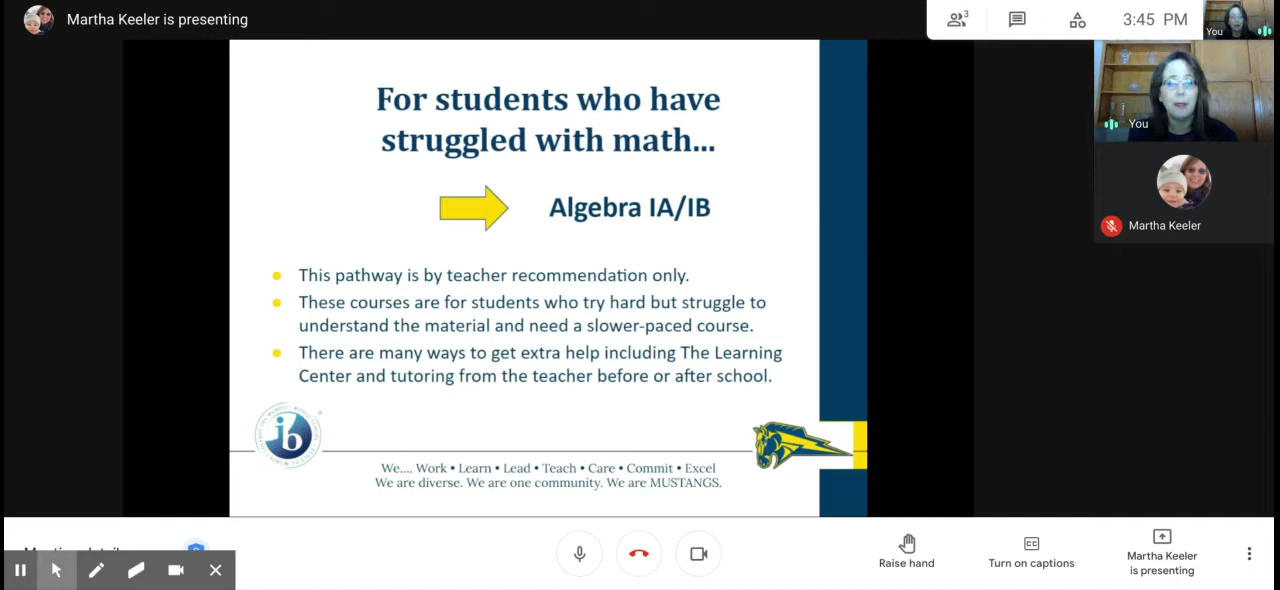 Martha Keeler is presenting
3
3:45 PM
You
You
Martha Keeler
For students who have
struggled with math...
Algebra IA/IB
This pathway is by teacher recommendation only.
These courses are for students who try hard but struggle to
understand the material and need a slower-paced course.
There are many ways to get extra help including The Learning
Center and tutoring from the teacher before or after school.
ib
®
We.... Work • Learn • Lead • Teach • Care • Commit • Excel
We are diverse. We are one community. We are MUSTANGS.
Raise hand
CC
Turn on captions
Martha Keeler
is presenting